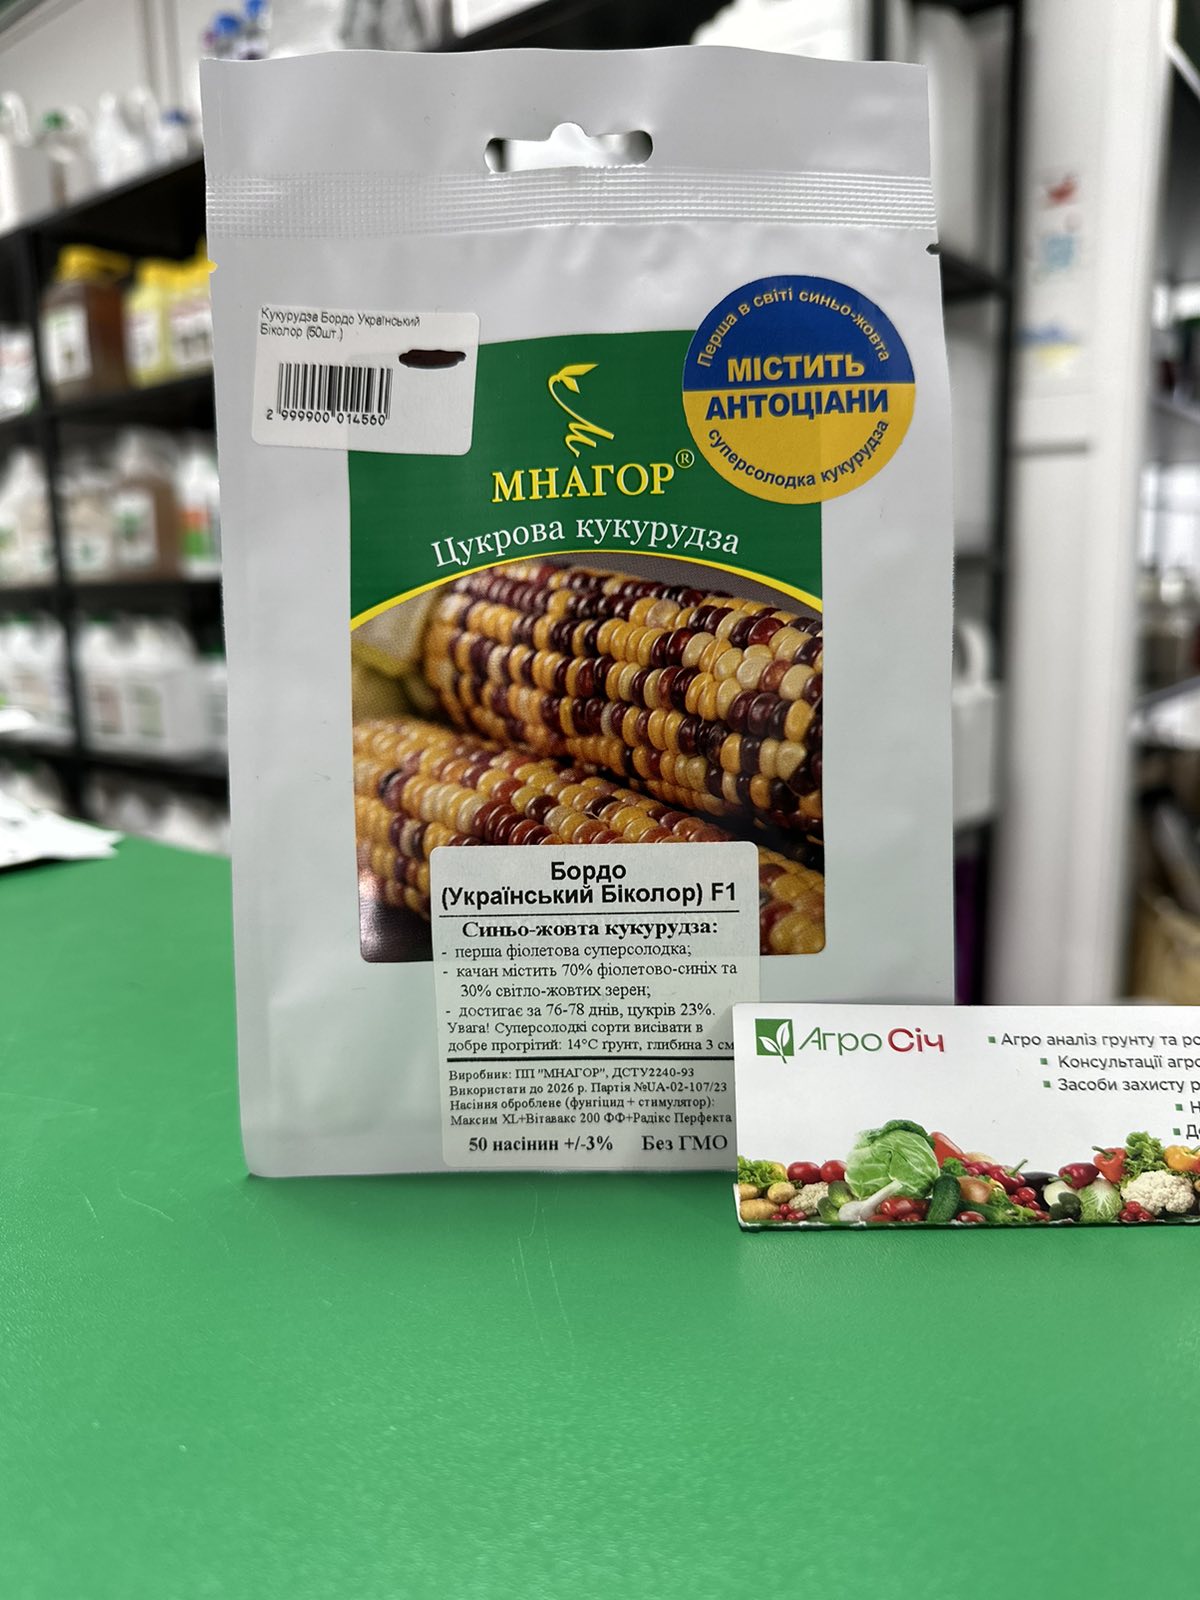 Кукурудза Бордо Український
Біколор (50шт.)
2 999900 014560
Перша в світі синьо-жовта
МІСТИТЬ
АНТОЦІАНИ
суперсолодка кукурудза
МНАГОР®
Цукрова кукурудза
Бордо
(Український Біколор) F1
Синьо-жовта кукурудза:
- перша фіолетова суперсолодка;
- качан містить 70% фіолетово-синіх та
30% світло-жовтих зерен;
- достигає за 76-78 днів, цукрів 23%.
Увага! Суперсолодкі сорти висівати в
добре прогрітий: 14°С ґрунт, глибина 3 см
Виробник: ПП "МНАГОР", ДСТУ2240-93
Використати до 2026 р. Партія №UA-02-107/23
Насіння оброблене (фунгіцид + стимулятор):
Максим XL+Вітавакс 200 ФФ+Радікс Перфекта
50 насінин +/-3% Без ГМО
Агро Січ
Агро аналіз грунту та ро
Консультації агро
Засоби захисту р
Н
Д